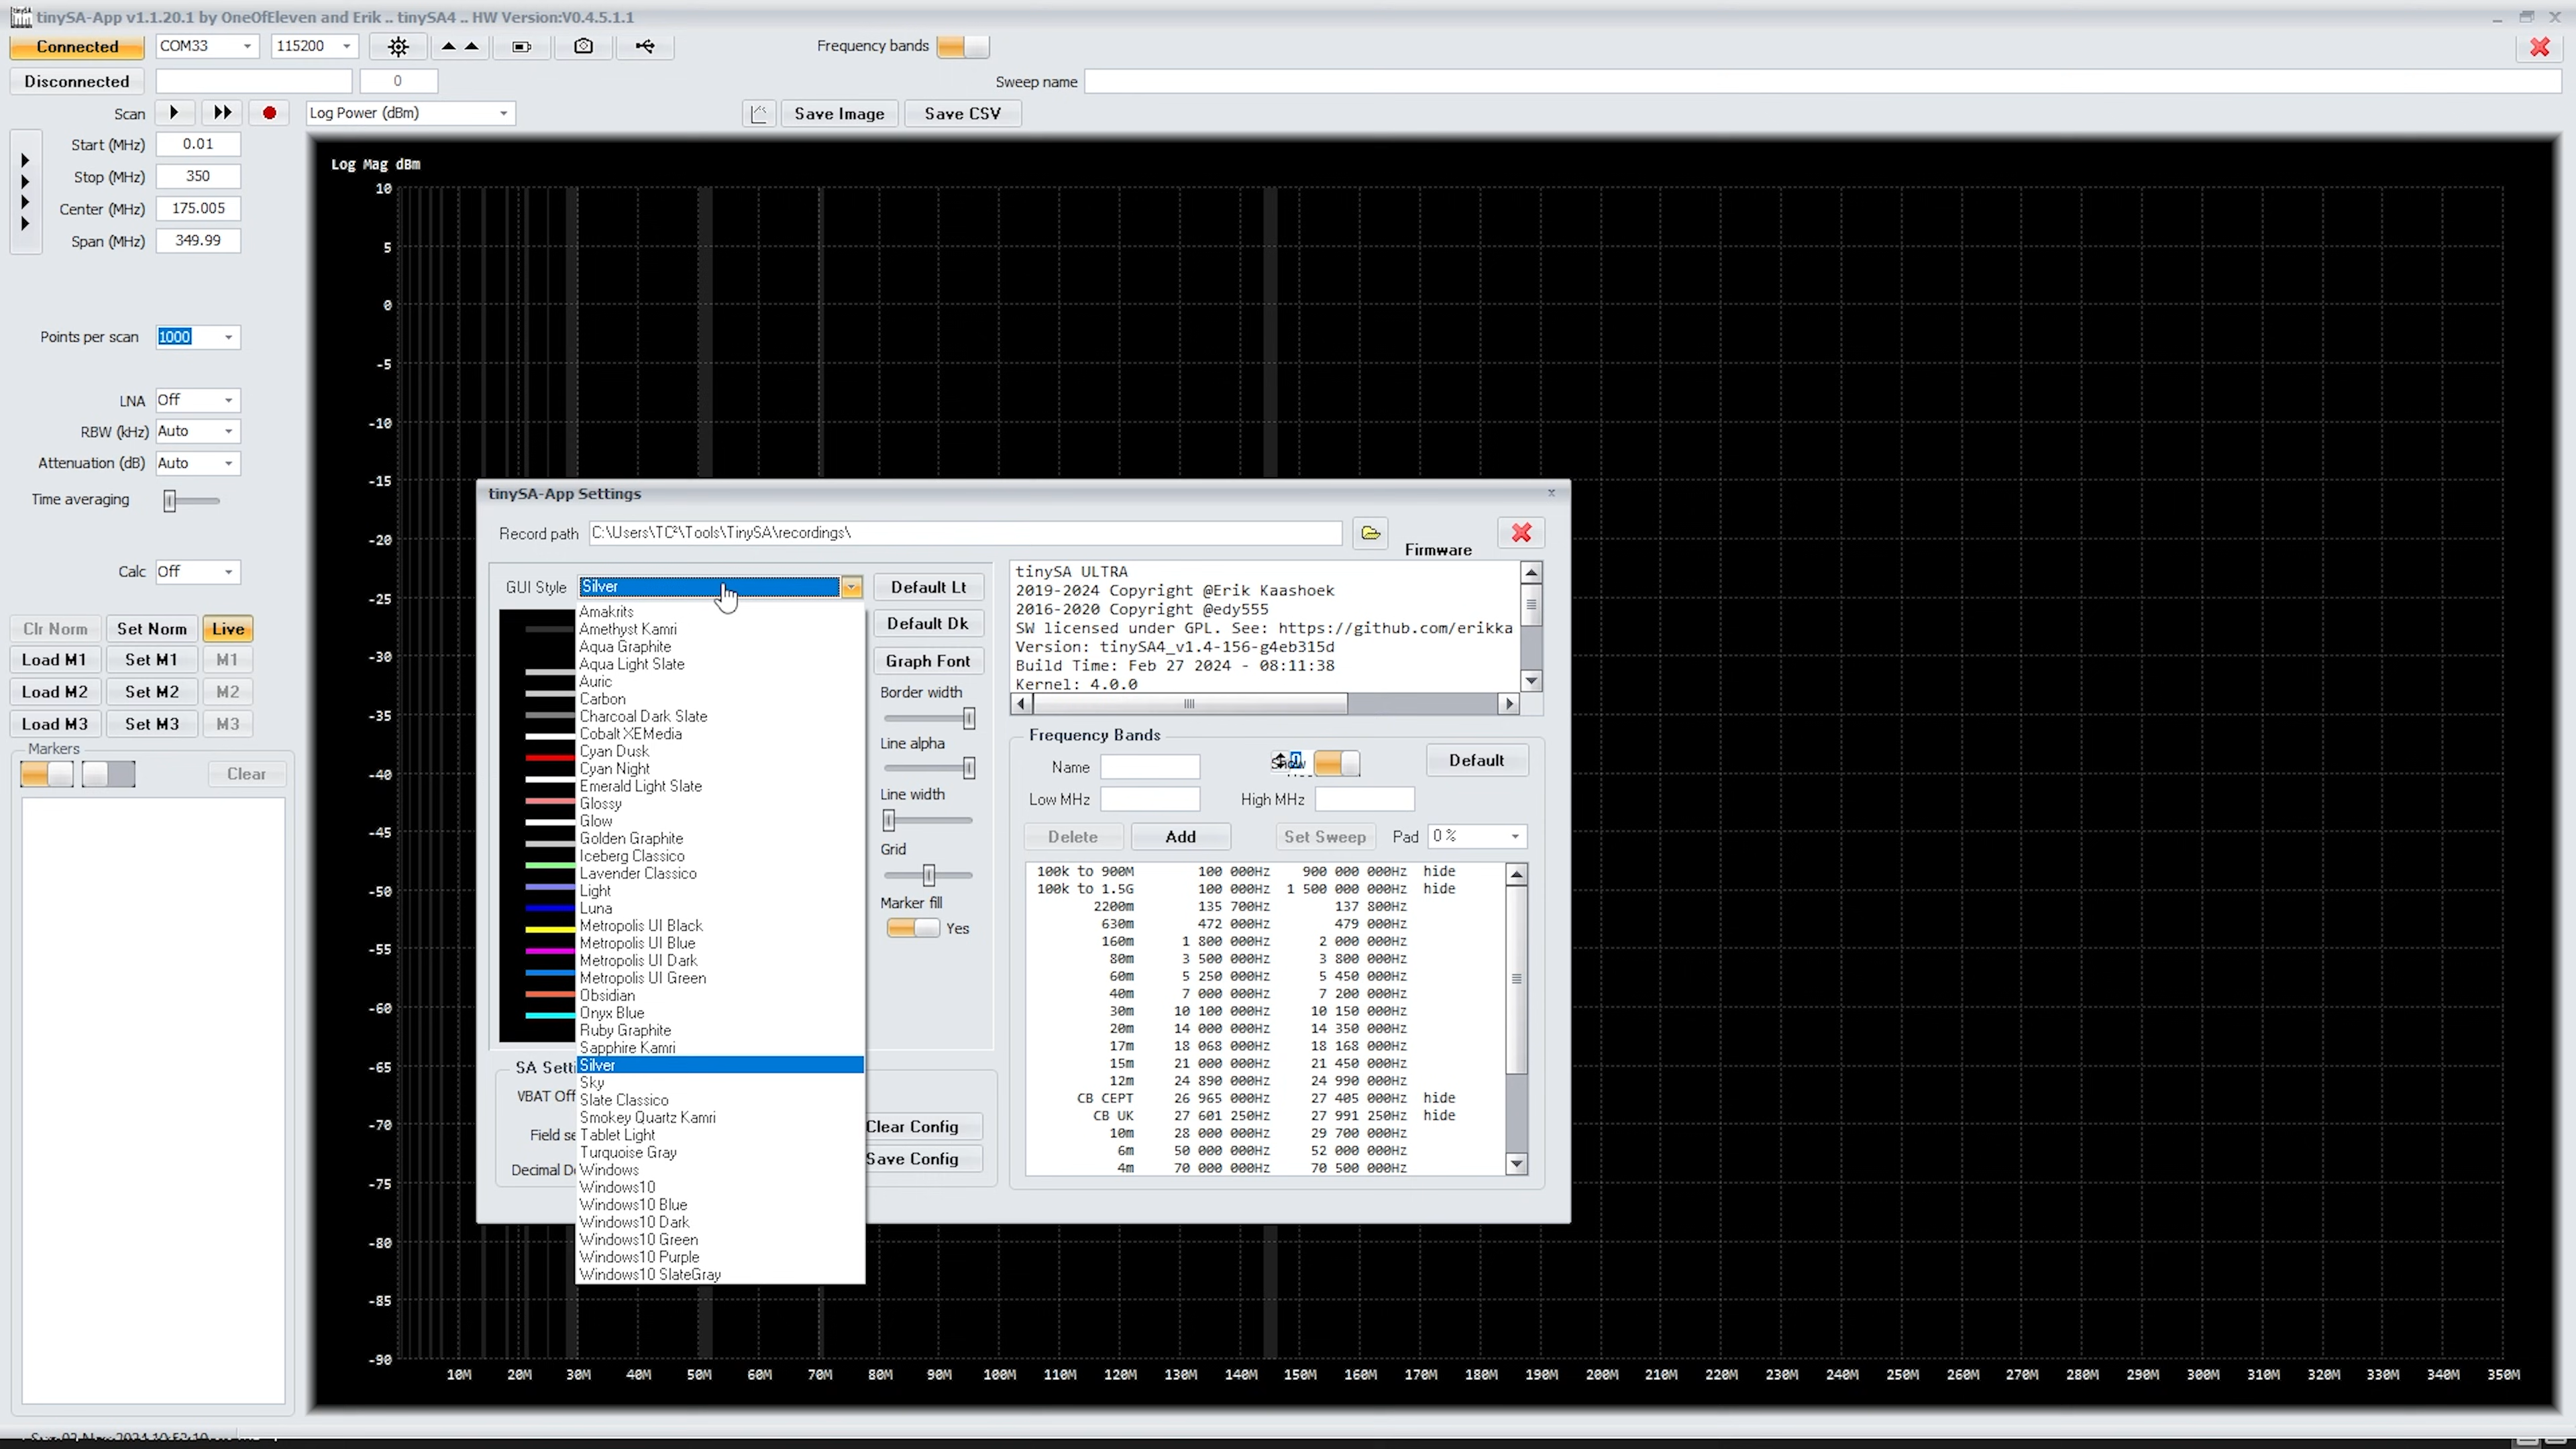 tinySA-App v1.1.20.1 by OneOfEleven and Erik .. tinySA4 .. HW Version:V0.4.5.1.1
Connected COM33 115200 Frequency bands
Disconnected 0 Sweep name
Scan Log Power (dBm) Save Image Save CSV
Start (MHz) 0.01
Stop (MHz) 350
Center (MHz) 175.005
Span (MHz) 349.99
Points per scan 1000
LNA Off
RBW (kHz) Auto
Attenuation (dB) Auto
Time averaging
Calc Off
Clr Norm Set Norm Live
Load M1 Set M1 M1
Load M2 Set M2 M2
Load M3 Set M3 M3
Markers
Clear
Log Mag dBm
10
5
0
-5
-10
-15
-20
-25
-30
-35
-40
-45
-50
-55
-60
-65
-70
-75
-80
-85
-90
10M 20M 30M 40M 50M 60M 70M 80M 90M 100M 110M 120M 130M 140M 150M 160M 170M 180M 190M 200M 210M 220M 230M 240M 250M 260M 270M 280M 290M 300M 310M 320M 330M 340M 350M
tinySA-App Settings
Record path C:\Users\TC²\Tools\TinySA\recordings\
Firmware
GUI Style Silver
Amakrits
Amethyst Kamri
Aqua Graphite
Aqua Light Slate
Auric
Carbon
Charcoal Dark Slate
Cobalt XEMedia
Cyan Dusk
Cyan Night
Emerald Light Slate
Glossy
Glow
Golden Graphite
Iceberg Classico
Lavender Classico
Light
Luna
Metropolis UI Black
Metropolis UI Blue
Metropolis UI Dark
Metropolis UI Green
Obsidian
Onyx Blue
Ruby Graphite
Sapphire Kamri
Silver
Sky
Slate Classico
Smokey Quartz Kamri
Tablet Light
Turquoise Gray
Windows
Windows10
Windows10 Blue
Windows10 Dark
Windows10 Green
Windows10 Purple
Windows10 SlateGray
Default Lt
Default Dk
Graph Font
Border width
Line alpha
Line width
Grid
Marker fill
Yes
SA Setti
VBAT Off
Field se
Decimal D
Clear Config
Save Config
tinySA ULTRA
2019-2024 Copyright @Erik Kaashoek
2016-2020 Copyright @edy555
SW licensed under GPL. See: https://github.com/erikka
Version: tinySA4_v1.4-156-g4eb315d
Build Time: Feb 27 2024 - 08:11:38
Kernel: 4.0.0
Frequency Bands
Name Show Default
Low MHz High MHz
Delete Add Set Sweep Pad 0 %
100k to 900M 100 000Hz 900 000 000Hz hide
100k to 1.5G 100 000Hz 1 500 000 000Hz hide
2200m 135 700Hz 137 800Hz
630m 472 000Hz 479 000Hz
160m 1 800 000Hz 2 000 000Hz
80m 3 500 000Hz 3 800 000Hz
60m 5 250 000Hz 5 450 000Hz
40m 7 000 000Hz 7 200 000Hz
30m 10 100 000Hz 10 150 000Hz
20m 14 000 000Hz 14 350 000Hz
17m 18 068 000Hz 18 168 000Hz
15m 21 000 000Hz 21 450 000Hz
12m 24 890 000Hz 24 990 000Hz
CB CEPT 26 965 000Hz 27 405 000Hz hide
CB UK 27 601 250Hz 27 991 250Hz hide
10m 28 000 000Hz 29 700 000Hz
6m 50 000 000Hz 52 000 000Hz
4m 70 000 000Hz 70 500 000Hz